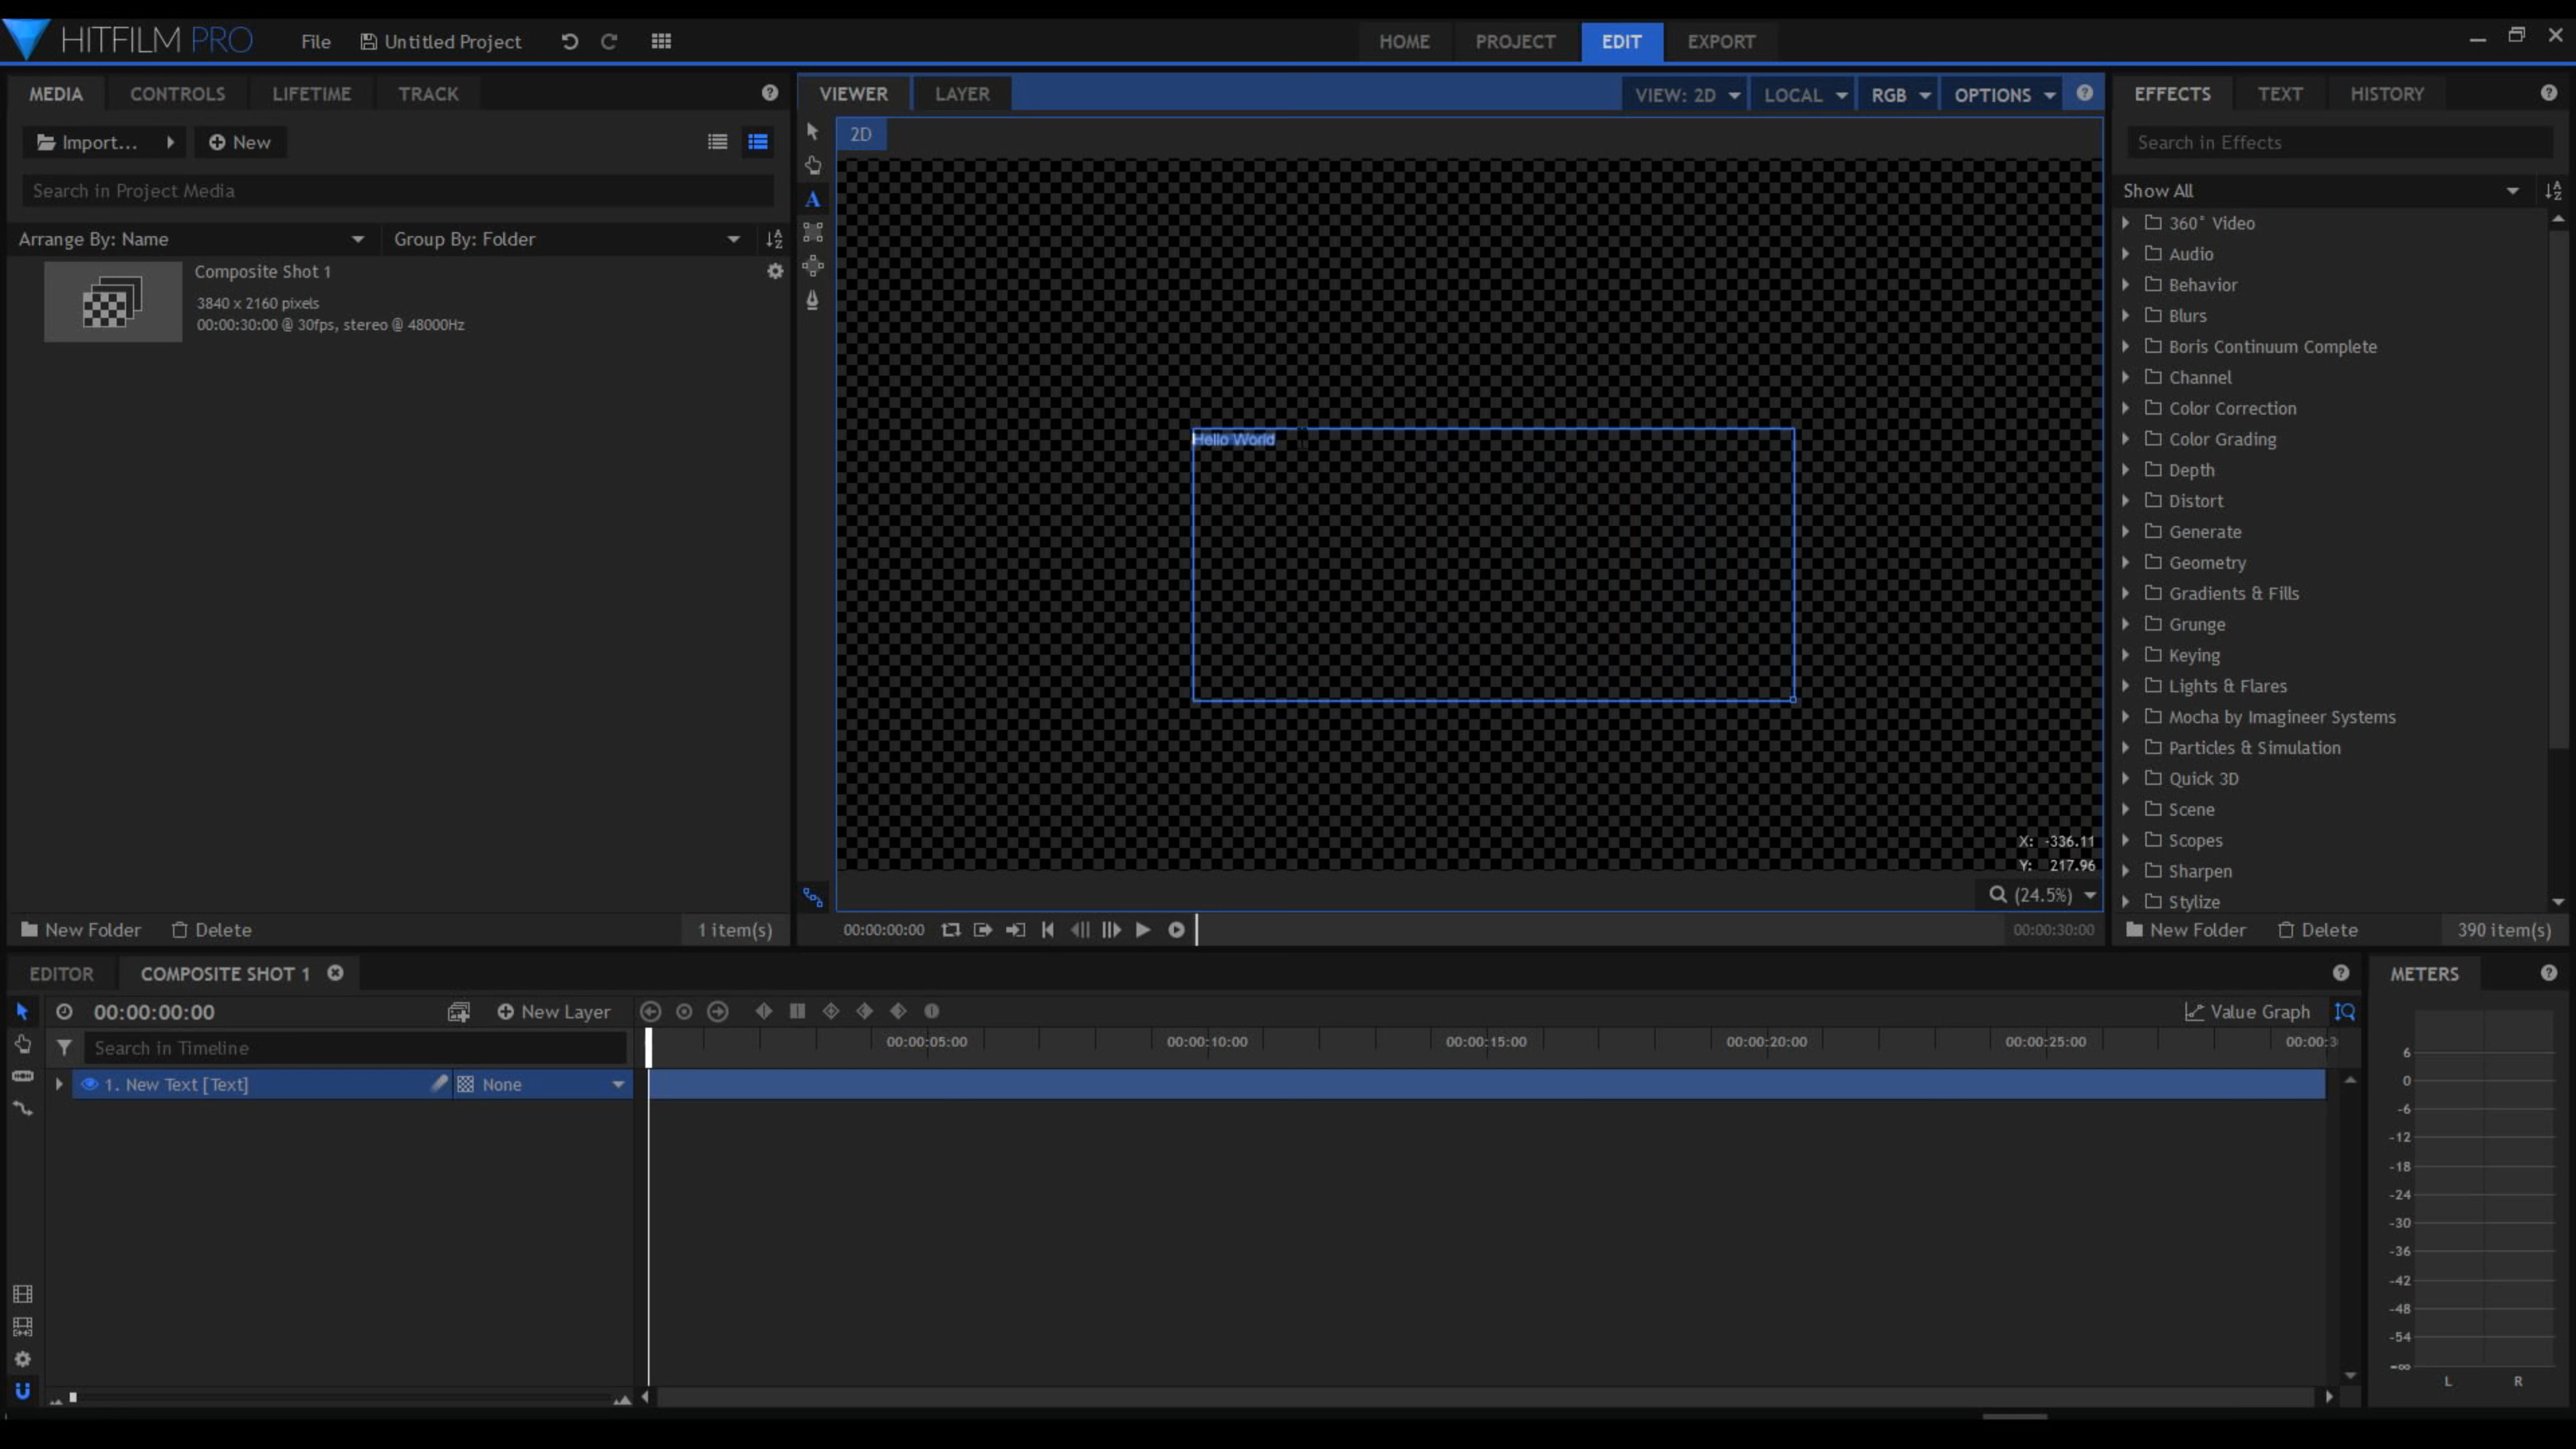 HITFILM PRO File Untitled Project HOME PROJECT EDIT EXPORT
MEDIA CONTROLS LIFETIME TRACK
Import... New
Search in Project Media
Arrange By: Name Group By: Folder
Composite Shot 1
3840 x 2160 pixels
00:00:30:00 @ 30fps, stereo @ 48000Hz
New Folder Delete 1 item(s)
VIEWER LAYER VIEW: 2D LOCAL RGB OPTIONS
2D
A
Hello World
X: -336.11
Y: 217.96
(24.5%)
00:00:00:00 00:00:30:00
EFFECTS TEXT HISTORY
Search in Effects
Show All
360° Video
Audio
Behavior
Blurs
Boris Continuum Complete
Channel
Color Correction
Color Grading
Depth
Distort
Generate
Geometry
Gradients & Fills
Grunge
Keying
Lights & Flares
Mocha by Imagineer Systems
Particles & Simulation
Quick 3D
Scene
Scopes
Sharpen
Stylize
New Folder Delete 390 item(s)
EDITOR COMPOSITE SHOT 1
00:00:00:00 New Layer Value Graph
Search in Timeline
00:00:05:00 00:00:10:00 00:00:15:00 00:00:20:00 00:00:25:00 00:00:3
1. New Text [Text] None
METERS
6
0
-6
-12
-18
-24
-30
-36
-42
-48
-54
-∞
L R